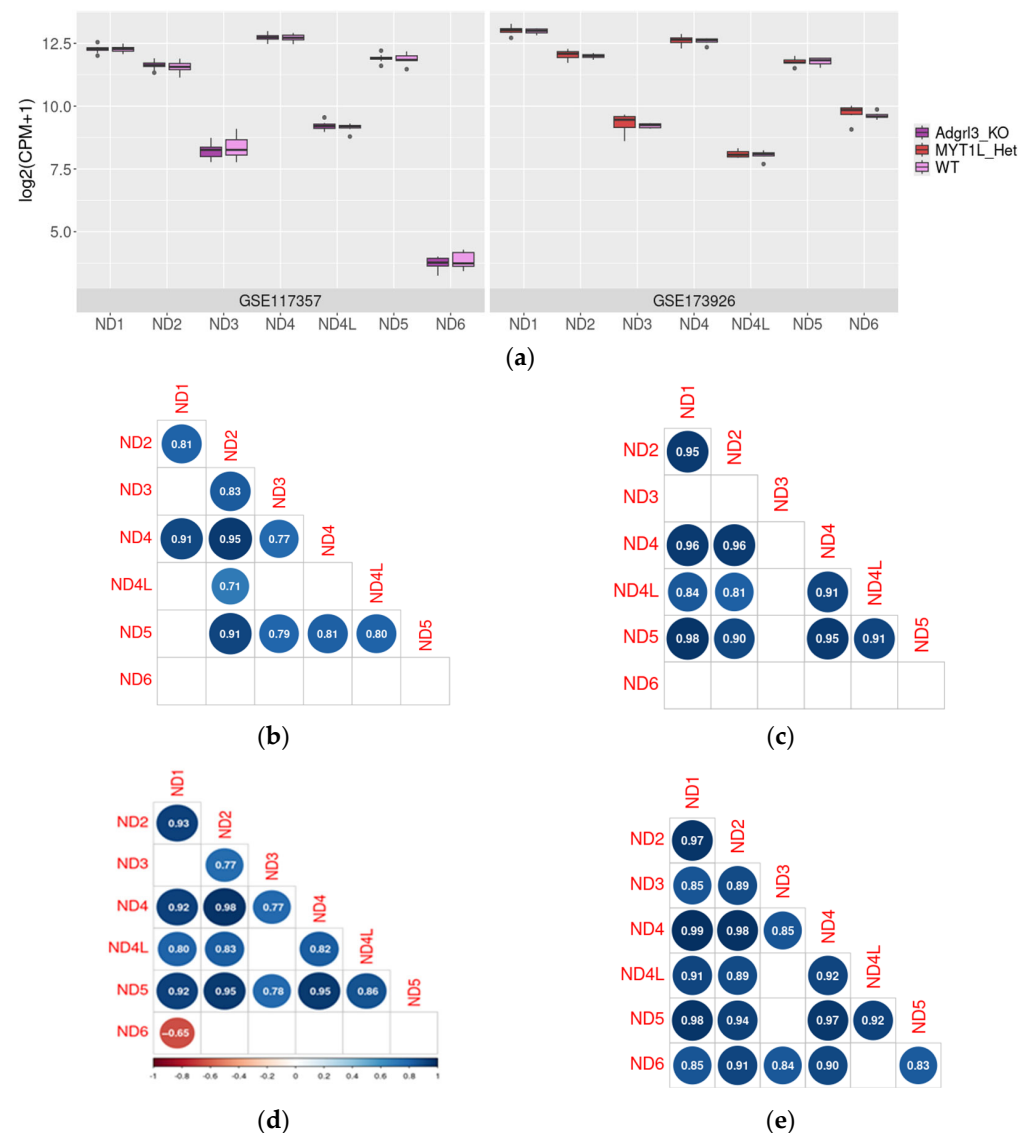 12.5
10.0
7.5
5.0
log2(CPM+1)
GSE117357
GSE173926
ND1 ND2 ND3 ND4 ND4L ND5 ND6
ND1 ND2 ND3 ND4 ND4L ND5 ND6
Adgrl3_KO
MYT1L_Het
WT
(a)
ND1
ND2 0.81 ND2
ND3 0.83 ND3
ND4 0.91 0.95 0.77 ND4
ND4L 0.71 ND4L
ND5 0.91 0.79 0.81 0.80 ND5
ND6
(b)
ND1
ND2 0.95 ND2
ND3 ND3
ND4 0.96 0.96 ND4
ND4L 0.84 0.81 0.91 ND4L
ND5 0.98 0.90 0.95 0.91 ND5
ND6
(c)
ND1
ND2 0.93 ND2
ND3 0.77 ND3
ND4 0.92 0.98 0.77 ND4
ND4L 0.80 0.83 0.82 ND4L
ND5 0.92 0.95 0.78 0.95 0.86 ND5
ND6 −0.65
-1 -0.8 -0.6 -0.4 -0.2 0 0.2 0.4 0.6 0.8 1
(d)
ND1
ND2 0.97 ND2
ND3 0.85 0.89 ND3
ND4 0.99 0.98 0.85 ND4
ND4L 0.91 0.89 0.92 ND4L
ND5 0.98 0.94 0.97 0.92 ND5
ND6 0.85 0.91 0.84 0.90 0.83
(e)